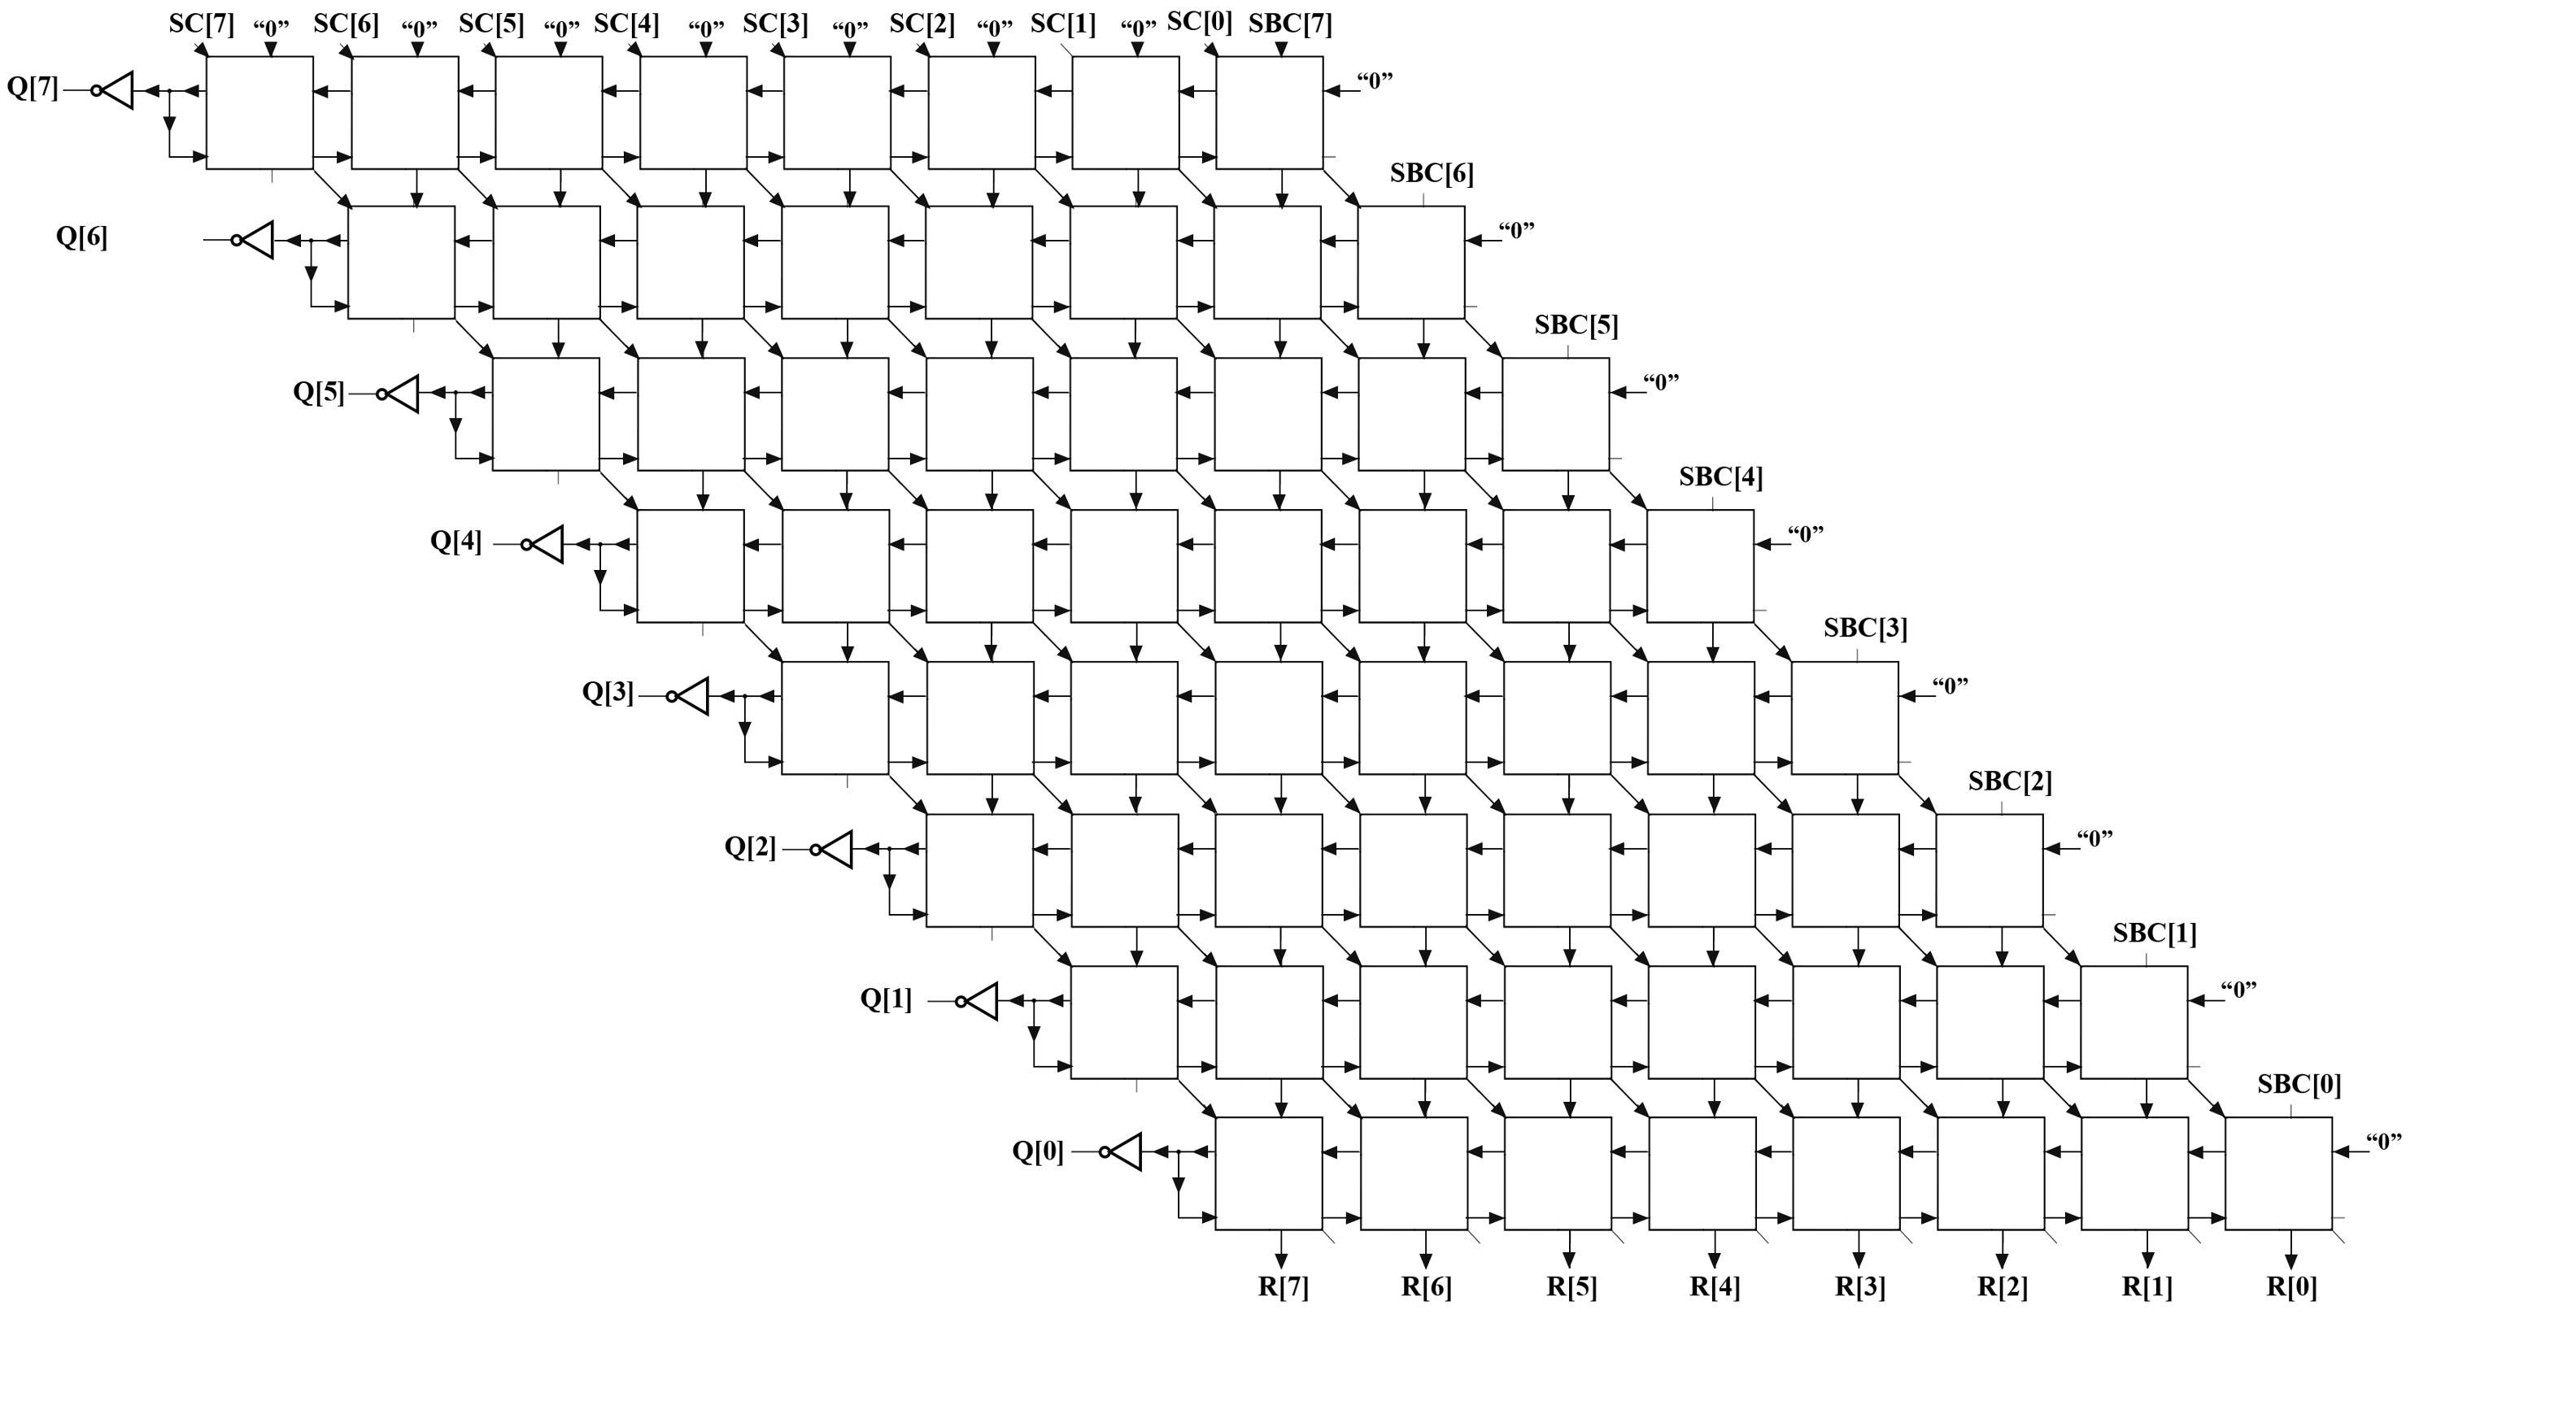 SC[7] “0” SC[6] “0” SC[5] “0” SC[4] “0” SC[3] “0” SC[2] “0” SC[1] “0” SC[0] SBC[7]
Q[7] “0”
SBC[6]
Q[6] “0”
SBC[5]
Q[5] “0”
SBC[4]
Q[4] “0”
SBC[3]
Q[3] “0”
SBC[2]
Q[2] “0”
SBC[1]
Q[1] “0”
SBC[0]
Q[0] “0”
R[7] R[6] R[5] R[4] R[3] R[2] R[1] R[0]